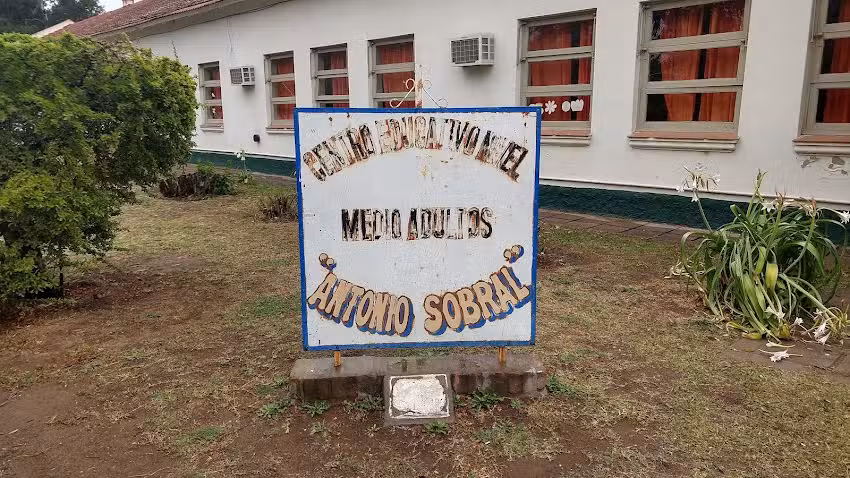 CENTRO EDUCATIVO NIVEL
MEDIO ADULTOS
"ANTONIO SOBRAL"